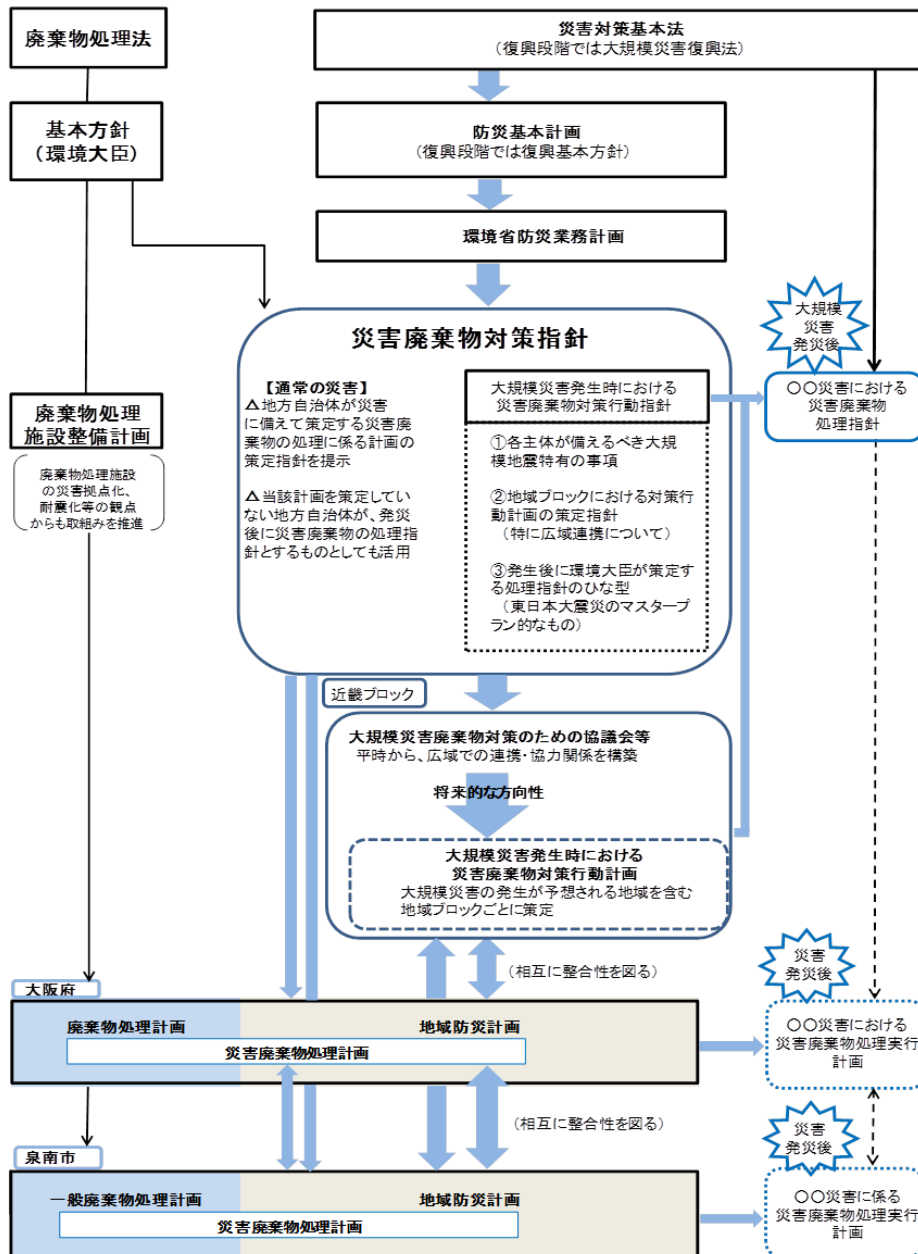 廃棄物処理法
災害対策基本法
(復興段階では大規模災害復興法)
基本方針
(環境大臣)
防災基本計画
(復興段階では復興基本方針)
環境省防災業務計画
大規模
災害
発災後
災害廃棄物対策指針
【通常の災害】
△地方自治体が災害
に備えて策定する災害廃
棄物の処理に係る計画の
策定指針を提示
△当該計画を策定してい
ない地方自治体が、発災
後に災害廃棄物の処理指
針とするものとしても活用
大規模災害発生時における
災害廃棄物対策行動指針
①各主体が備えるべき大規
模地震特有の事項
②地域ブロックにおける対策行
動計画の策定指針
(特に広域連携について)
③発生後に環境大臣が策定す
る処理指針のひな型
(東日本大震災のマスタープ
ラン的なもの)
〇〇災害における
災害廃棄物
処理指針
廃棄物処理
施設整備計画
廃棄物処理施設
の災害拠点化、
耐震化等の観点
からも取組みを推進
近畿ブロック
大規模災害廃棄物対策のための協議会等
平時から、広域での連携・協力関係を構築
将来的な方向性
大規模災害発生時における
災害廃棄物対策行動計画
大規模災害の発生が予想される地域を含む
地域ブロックごとに策定
(相互に整合性を図る)
災害
発災後
大阪府
廃棄物処理計画
地域防災計画
災害廃棄物処理計画
〇〇災害における
災害廃棄物処理実行
計画
(相互に整合性を図る)
災害
発災後
泉南市
一般廃棄物処理計画
地域防災計画
災害廃棄物処理計画
〇〇災害に係る
災害廃棄物処理実行
計画